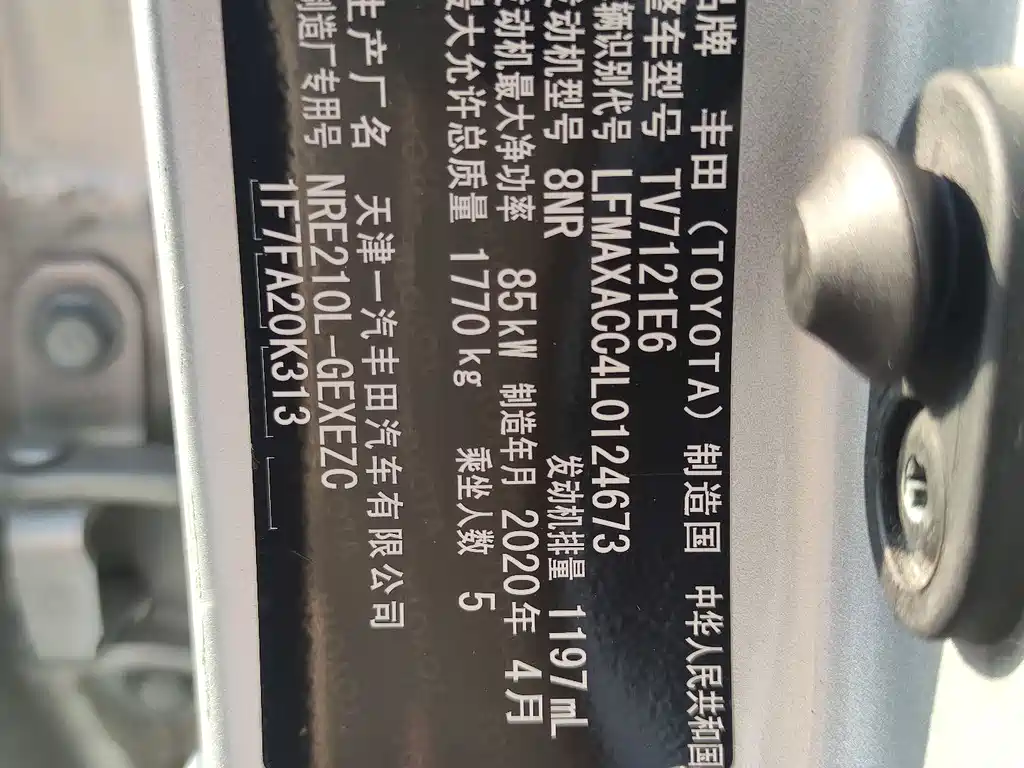 品牌 丰田（TOYOTA）制造国 中华人民共和国
整车型号 TV7121E6
车辆识别代号 LFMAXACC4L0124673
发动机型号 8NR 发动机排量 1197mL
发动机最大净功率 85kW 制造年月 2020年 4月
最大允许总质量 1770kg 乘坐人数 5
生产厂名 天津一汽丰田汽车有限公司
制造厂专用号 NRE210L-GEXEZC
1F7FA20K313